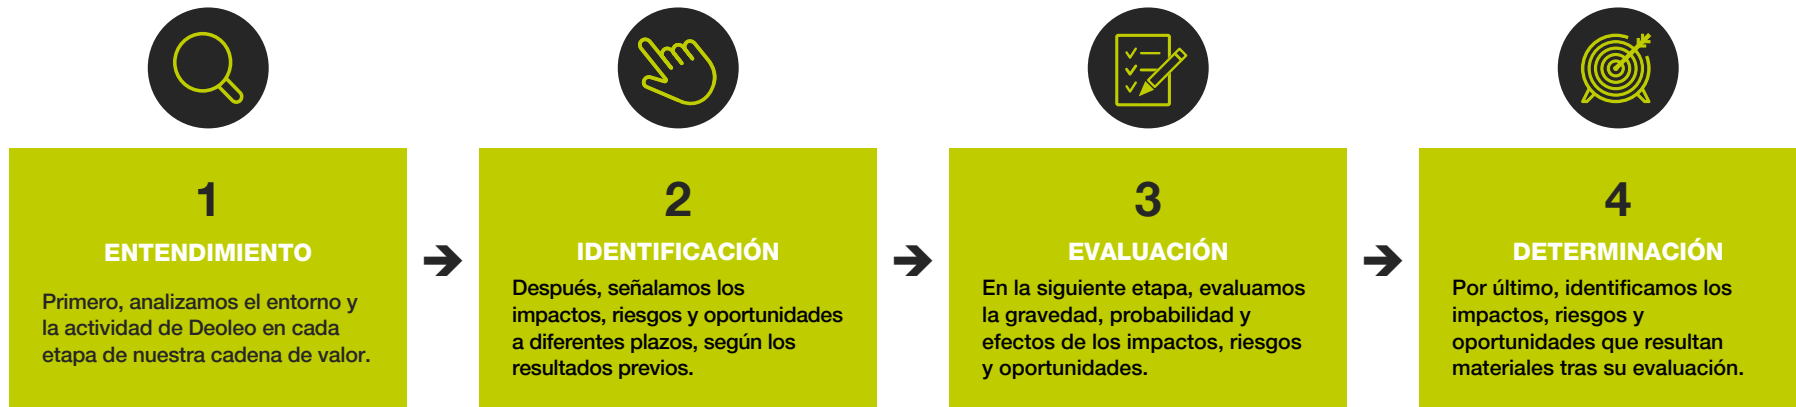 1
ENTENDIMIENTO
Primero, analizamos el entorno y
la actividad de Deoleo en cada
etapa de nuestra cadena de valor.
2
IDENTIFICACIÓN
Después, señalamos los
impactos, riesgos y oportunidades
a diferentes plazos, según los
resultados previos.
3
EVALUACIÓN
En la siguiente etapa, evaluamos
la gravedad, probabilidad y
efectos de los impactos, riesgos
y oportunidades.
4
DETERMINACIÓN
Por último, identificamos los
impactos, riesgos y
oportunidades que resultan
materiales tras su evaluación.